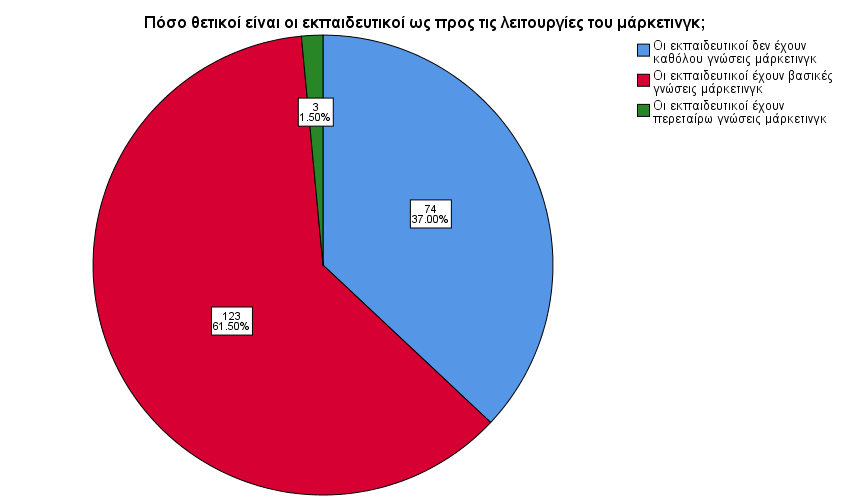 Πόσο θετικοί είναι οι εκπαιδευτικοί ως προς τις λειτουργίες του μάρκετινγκ;
Οι εκπαιδευτικοί δεν έχουν
καθόλου γνώσεις μάρκετινγκ
Οι εκπαιδευτικοί έχουν βασικές
γνώσεις μάρκετινγκ
Οι εκπαιδευτικοί έχουν
περεταίρω γνώσεις μάρκετινγκ
3
1.50%
74
37.00%
123
61.50%